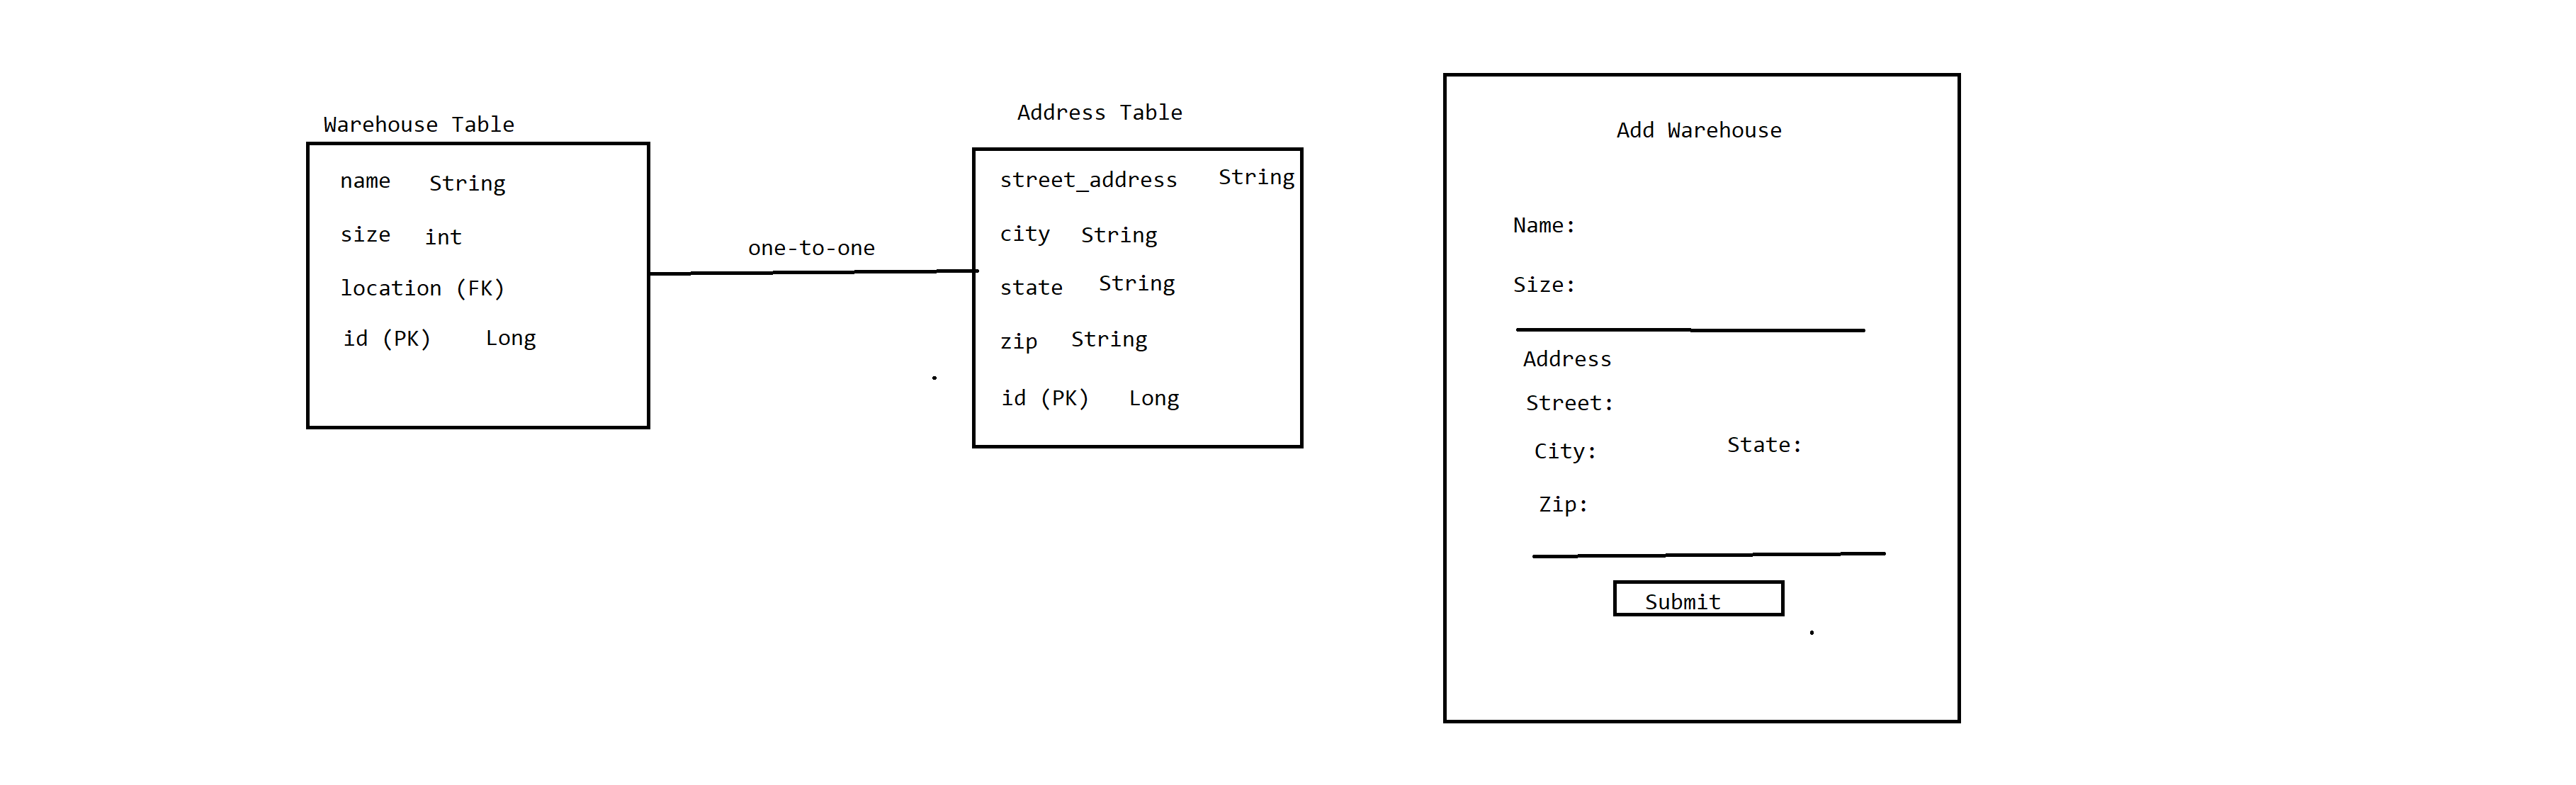 Warehouse Table
name String
size int
location (FK)
id (PK) Long
one-to-one
Address Table
street_address String
city String
state String
zip String
id (PK) Long
Add Warehouse
Name:
Size:
Address
Street:
City: State:
Zip:
Submit